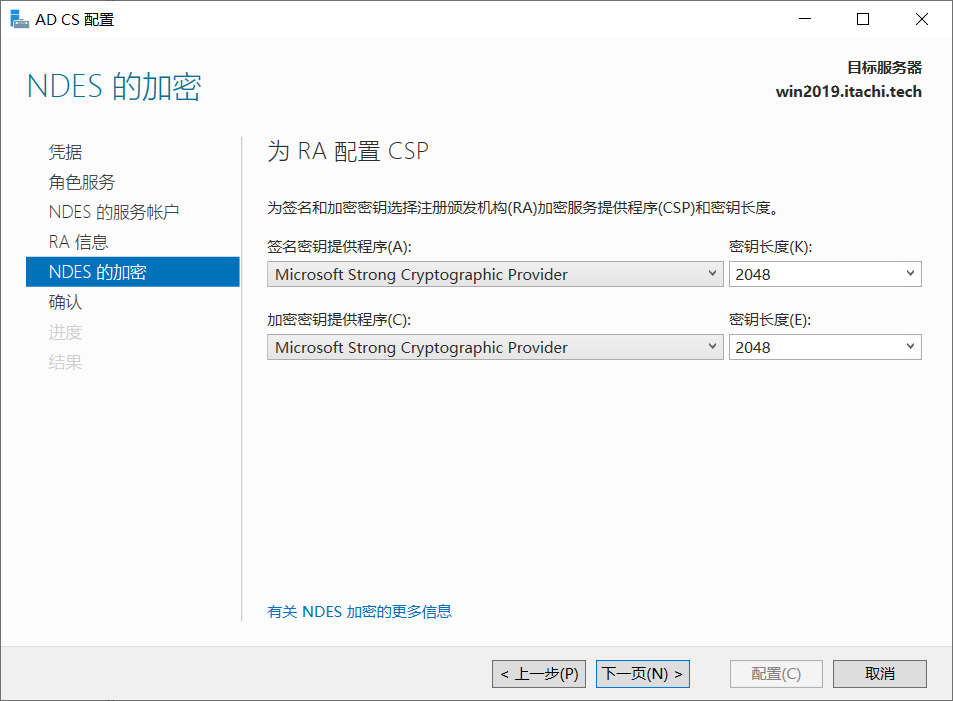 AD CS 配置
NDES 的加密
目标服务器
win2019.itachi.tech
凭据
角色服务
NDES 的服务帐户
RA 信息
NDES 的加密
确认
进度
结果
为 RA 配置 CSP
为签名和加密密钥选择注册颁发机构(RA)加密服务提供程序(CSP)和密钥长度。
签名密钥提供程序(A): 密钥长度(K):
Microsoft Strong Cryptographic Provider 2048
加密密钥提供程序(C): 密钥长度(E):
Microsoft Strong Cryptographic Provider 2048
有关 NDES 加密的更多信息
< 上一步(P) 下一页(N) > 配置(C) 取消